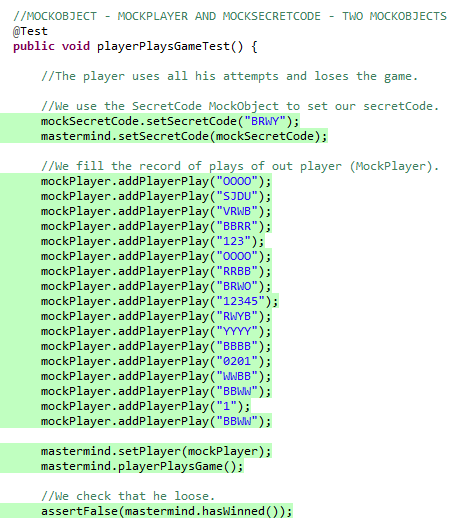 //MOCKOBJECT - MOCKPLAYER AND MOCKSECRETCODE - TWO MOCKOBJECTS
@Test
public void playerPlaysGameTest() {
//The player uses all his attempts and loses the game.
//We use the SecretCode MockObject to set our secretCode.
mockSecretCode.setSecretCode("BRWY");
mastermind.setSecretCode(mockSecretCode);
//We fill the record of plays of out player (MockPlayer).
mockPlayer.addPlayerPlay("OOOO");
mockPlayer.addPlayerPlay("SJDU");
mockPlayer.addPlayerPlay("VRWB");
mockPlayer.addPlayerPlay("BBRR");
mockPlayer.addPlayerPlay("123");
mockPlayer.addPlayerPlay("OOOO");
mockPlayer.addPlayerPlay("RRBB");
mockPlayer.addPlayerPlay("BRWO");
mockPlayer.addPlayerPlay("12345");
mockPlayer.addPlayerPlay("RWYB");
mockPlayer.addPlayerPlay("YYYY");
mockPlayer.addPlayerPlay("BBBB");
mockPlayer.addPlayerPlay("0201");
mockPlayer.addPlayerPlay("WWBB");
mockPlayer.addPlayerPlay("BBWW");
mockPlayer.addPlayerPlay("1");
mockPlayer.addPlayerPlay("BBWW");
mastermind.setPlayer(mockPlayer);
mastermind.playerPlaysGame();
//We check that he loose.
assertFalse(mastermind.hasWinned());